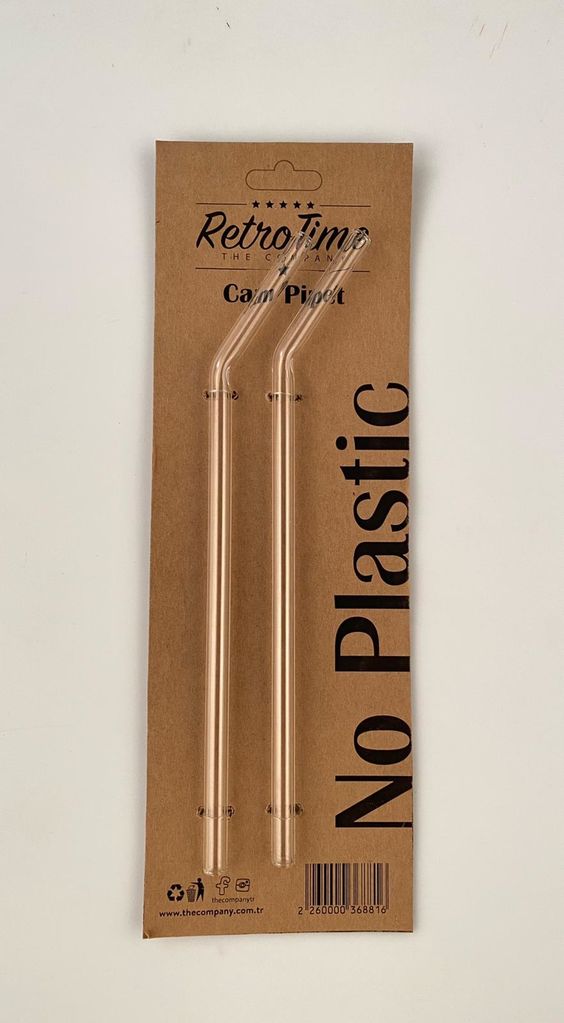 RetroTime
THE COMPANY
Cam Pipet
No Plastic
thecompanytr
www.thecompany.com.tr
2 260000 368816